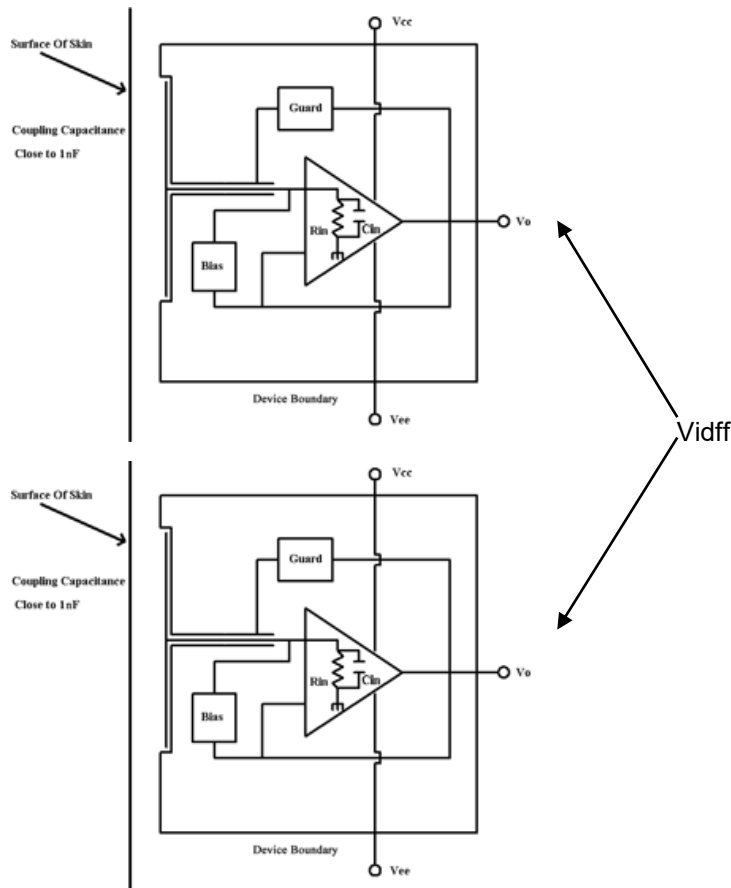 Vcc
Surface Of Skin
Guard
Coupling Capacitance
Close to 1nF
Rin
Cin
Vo
Bias
Device Boundary
Vee
Vidff
Vcc
Surface Of Skin
Guard
Coupling Capacitance
Close to 1nF
Rin
Cin
Vo
Bias
Device Boundary
Vee